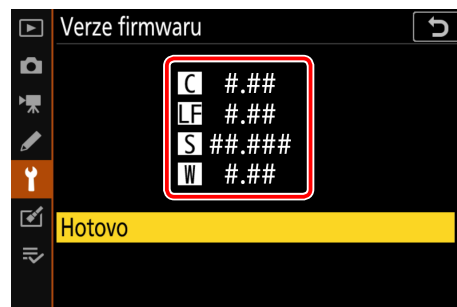 Verze firmwaru
C #.##
LF #.##
S ##.###
W #.##
Hotovo